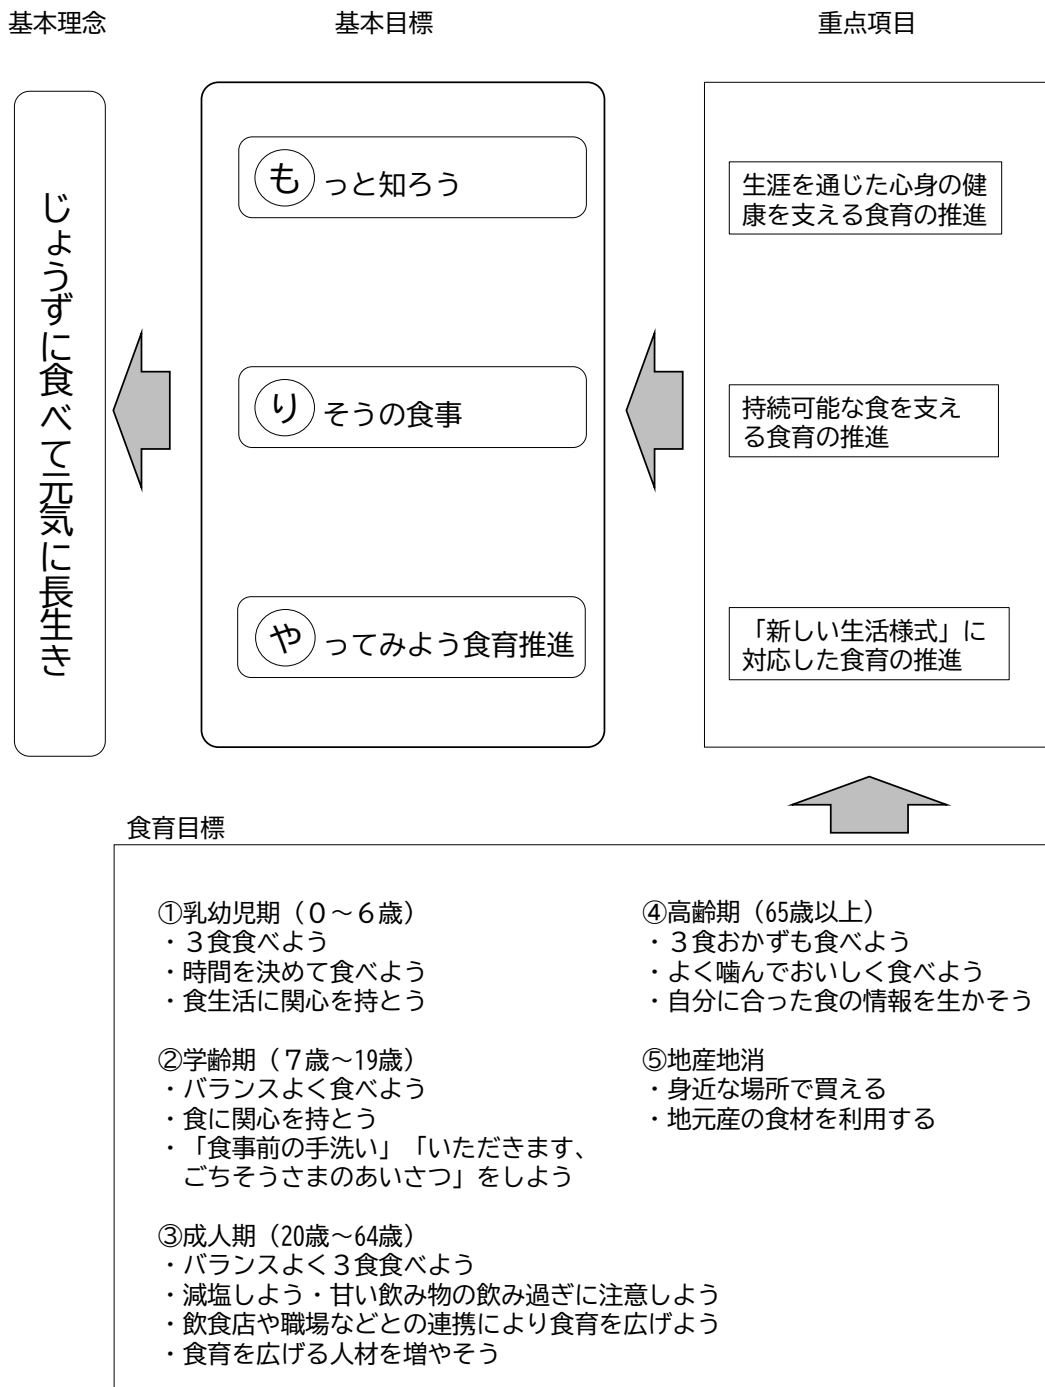 基本理念
基本目標
重点項目
じょうずに食べて元気に長生き
もっと知ろう
りそうの食事
やってみよう食育推進
生涯を通じた心身の健
康を支える食育の推進
持続可能な食を支え
る食育の推進
「新しい生活様式」に
対応した食育の推進
食育目標
①乳幼児期（０～６歳）
・３食食べよう
・時間を決めて食べよう
・食生活に関心を持とう
②学齢期（７歳～19歳）
・バランスよく食べよう
・食に関心を持とう
・「食事前の手洗い」「いただきます、
ごちそうさまのあいさつ」をしよう
③成人期（20歳～64歳）
・バランスよく３食食べよう
・減塩しよう・甘い飲み物の飲み過ぎに注意しよう
・飲食店や職場などとの連携により食育を広げよう
・食育を広げる人材を増やそう
④高齢期（65歳以上）
・３食おかずも食べよう
・よく噛んでおいしく食べよう
・自分に合った食の情報を生かそう
⑤地産地消
・身近な場所で買える
・地元産の食材を利用する